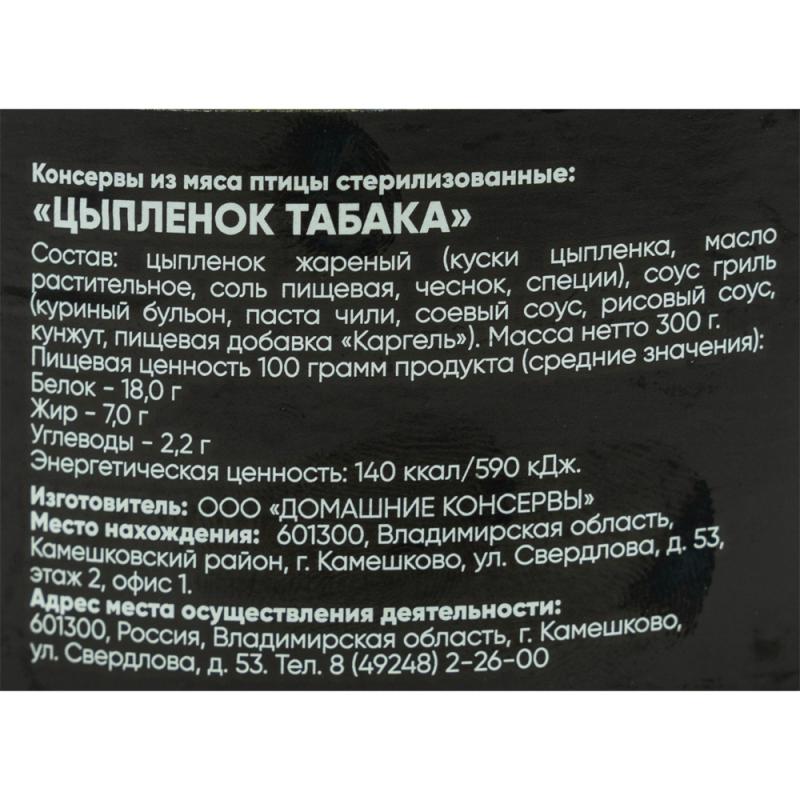 Консервы из мяса птицы стерилизованные:
«ЦЫПЛЕНОК ТАБАКА»
Состав: цыпленок жареный (куски цыпленка, масло
растительное, соль пищевая, чеснок, специи), соус гриль
(куриный бульон, паста чили, соевый соус, рисовый соус,
кунжут, пищевая добавка «Каргель»). Масса нетто 300 г.
Пищевая ценность 100 грамм продукта (средние значения):
Белок - 18,0 г
Жир - 7,0 г
Углеводы - 2,2 г
Энергетическая ценность: 140 ккал/590 кДж.
Изготовитель: ООО «ДОМАШНИЕ КОНСЕРВЫ»
Место нахождения: 601300, Владимирская область,
Камешковский район, г. Камешково, ул. Свердлова, д. 53,
этаж 2, офис 1.
Адрес места осуществления деятельности:
601300, Россия, Владимирская область, г. Камешково,
ул. Свердлова, д. 53. Тел. 8 (49248) 2-26-00